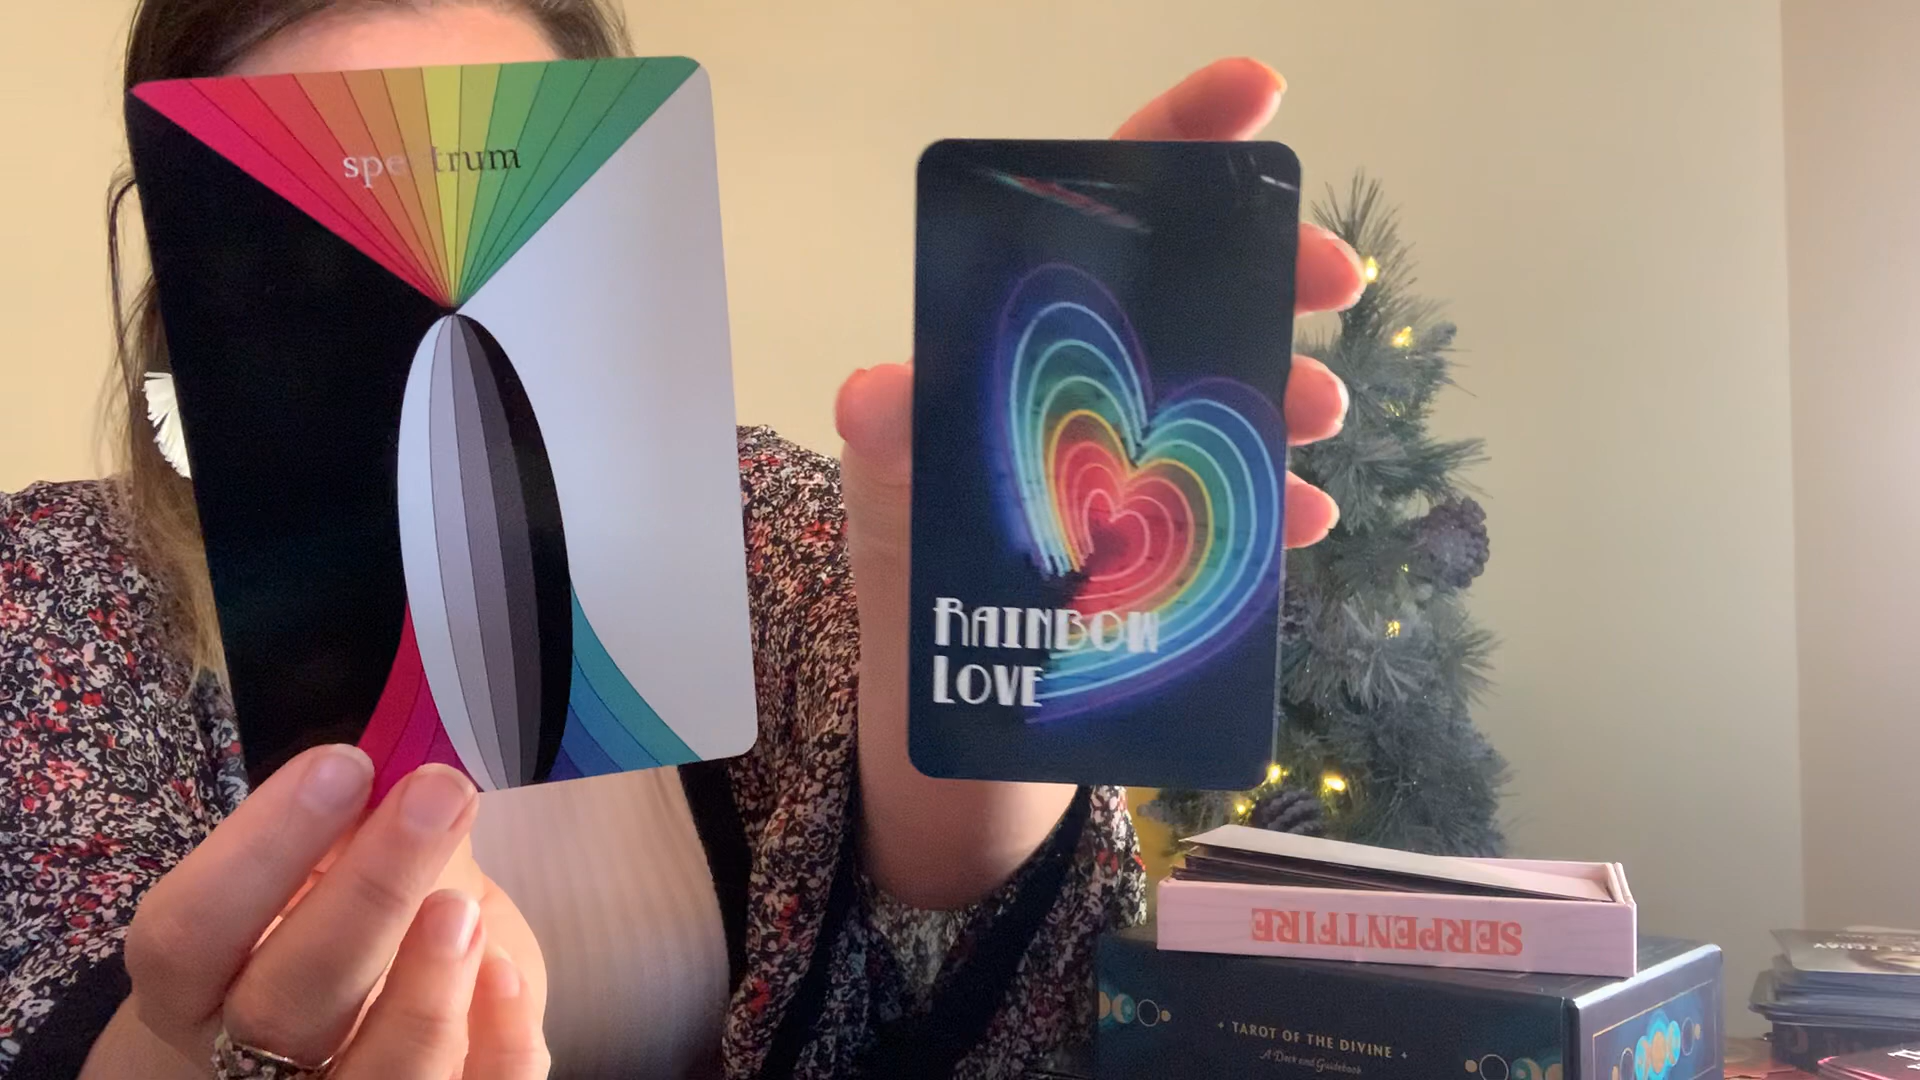 spectrum
RAINBOW
LOVE
SERPENTFIRE
TAROT OF THE DIVINE
A Deck and Guidebook